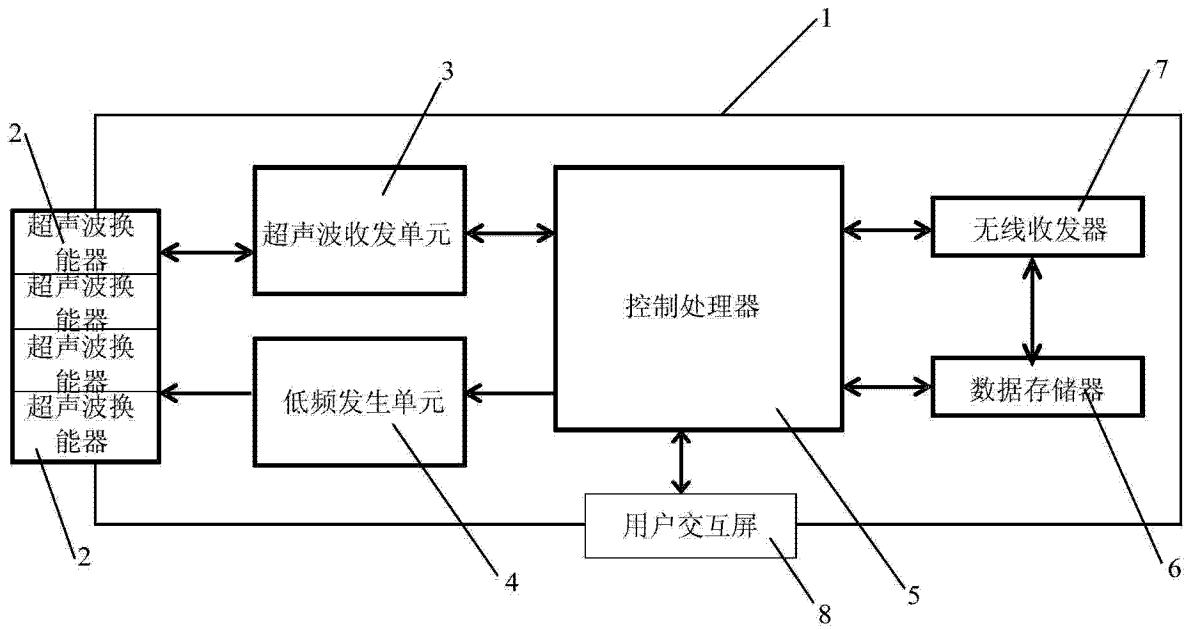 1
3
7
2
超声波换
能器
超声波换
能器
超声波换
能器
超声波换
能器
超声波收发单元
低频发生单元
控制处理器
无线收发器
数据存储器
用户交互屏
2
4
8
5
6